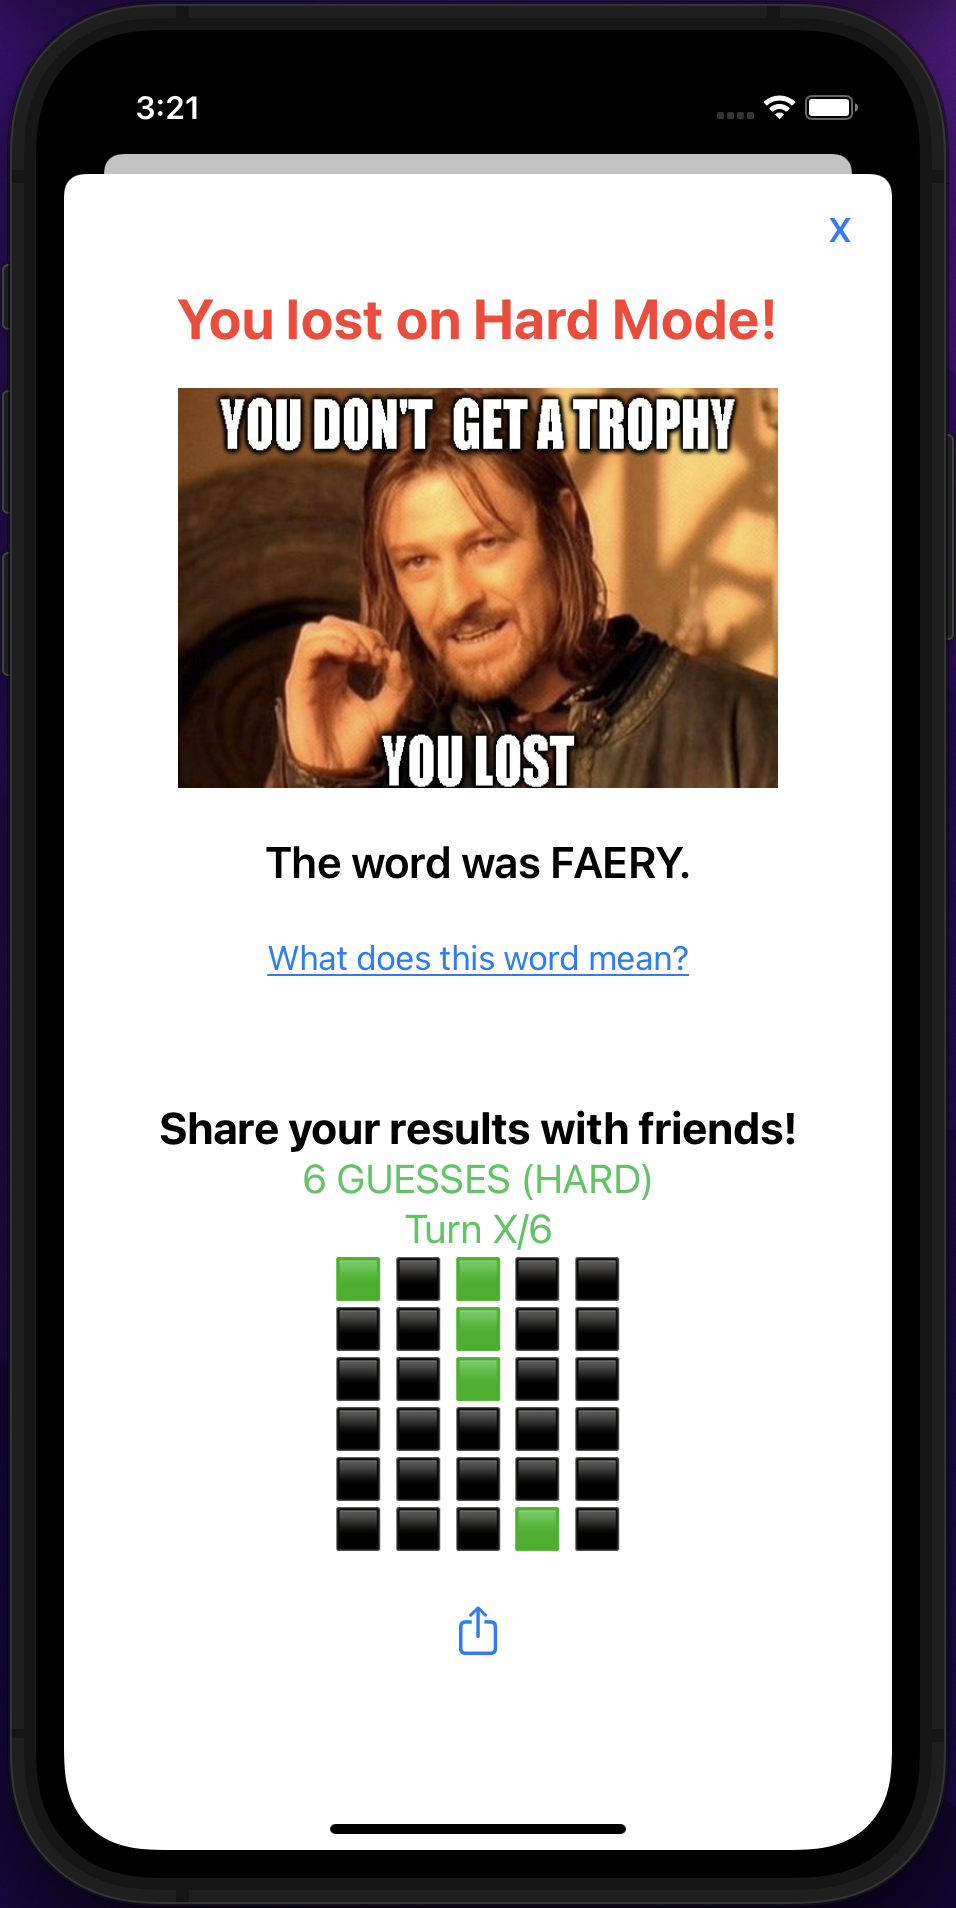 3:21
X
You lost on Hard Mode!
YOU DON'T GET A TROPHY
YOU LOST
The word was FAERY.
What does this word mean?
Share your results with friends!
6 GUESSES (HARD)
Turn X/6